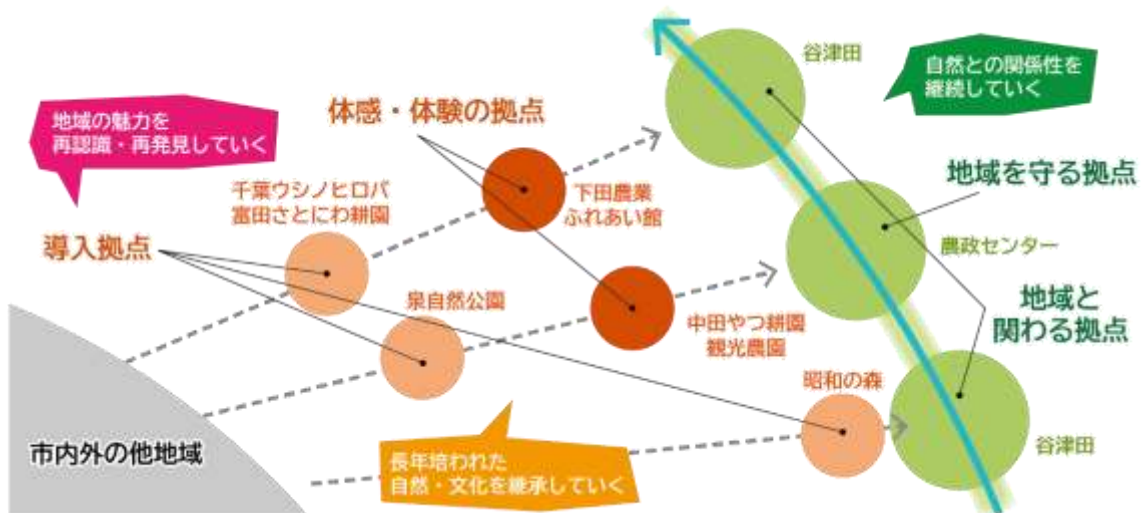 谷津田
自然との関係性を
継続していく
地域の魅力を
再認識・再発見していく
体感・体験の拠点
千葉ウシノヒロバ
富田さとにわ耕園
下田農業
ふれあい館
地域を守る拠点
導入拠点
農政センター
泉自然公園
中田やつ耕園
観光農園
地域と
関わる拠点
昭和の森
市内外の他地域
長年培われた
自然・文化を継承していく
谷津田